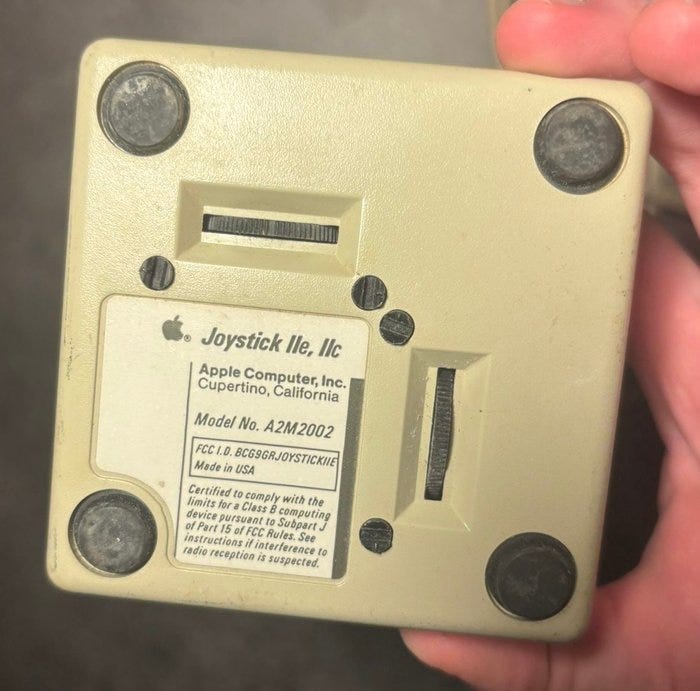 ® Joystick IIe, IIc
Apple Computer, Inc.
Cupertino, California
Model No. A2M2002
FCC I.D. BCG9GRJOYSTICKIIE
Made in USA
Certified to comply with the
limits for a Class B computing
device pursuant to Subpart J
of Part 15 of FCC Rules. See
instructions if interference to
radio reception is suspected.